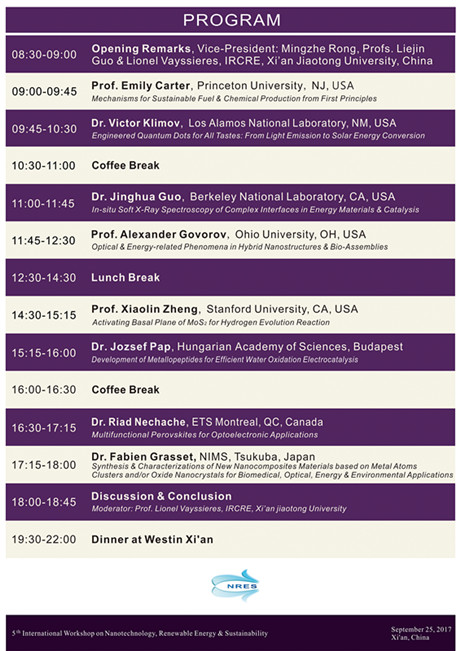 PROGRAM
08:30-09:00
Opening Remarks, Vice-President: Mingzhe Rong, Profs. Liejin
Guo & Lionel Vayssieres, IRCRE, Xi'an Jiaotong University, China
09:00-09:45
Prof. Emily Carter, Princeton University, NJ, USA
Mechanisms for Sustainable Fuel & Chemical Production from First Principles
09:45-10:30
Dr. Victor Klimov, Los Alamos National Laboratory, NM, USA
Engineered Quantum Dots for All Tastes: From Light Emission to Solar Energy Conversion
10:30-11:00
Coffee Break
11:00-11:45
Dr. Jinghua Guo, Berkeley National Laboratory, CA, USA
In-situ Soft X-Ray Spectroscopy of Complex Interfaces in Energy Materials & Catalysis
11:45-12:30
Prof. Alexander Govorov, Ohio University, OH, USA
Optical & Energy-related Phenomena in Hybrid Nanostructures & Bio-Assemblies
12:30-14:30
Lunch Break
14:30-15:15
Prof. Xiaolin Zheng, Stanford University, CA, USA
Activating Basal Plane of MoS₂ for Hydrogen Evolution Reaction
15:15-16:00
Dr. Jozsef Pap, Hungarian Academy of Sciences, Budapest
Development of Metallopeptides for Efficient Water Oxidation Electrocatalysis
16:00-16:30
Coffee Break
16:30-17:15
Dr. Riad Nechache, ETS Montreal, QC, Canada
Multifunctional Perovskites for Optoelectronic Applications
17:15-18:00
Dr. Fabien Grasset, NIMS, Tsukuba, Japan
Synthesis & Characterizations of New Nanocomposites Materials based on Metal Atoms
Clusters and/or Oxide Nanocrystals for Biomedical, Optical, Energy & Environmental Applications
18:00-18:45
Discussion & Conclusion
Moderator: Prof. Lionel Vayssieres, IRCRE, Xi'an jiaotong University
19:30-22:00
Dinner at Westin Xi'an
NRES
5th International Workshop on Nanotechnology, Renewable Energy & Sustainability
September 25, 2017
Xi'an, China